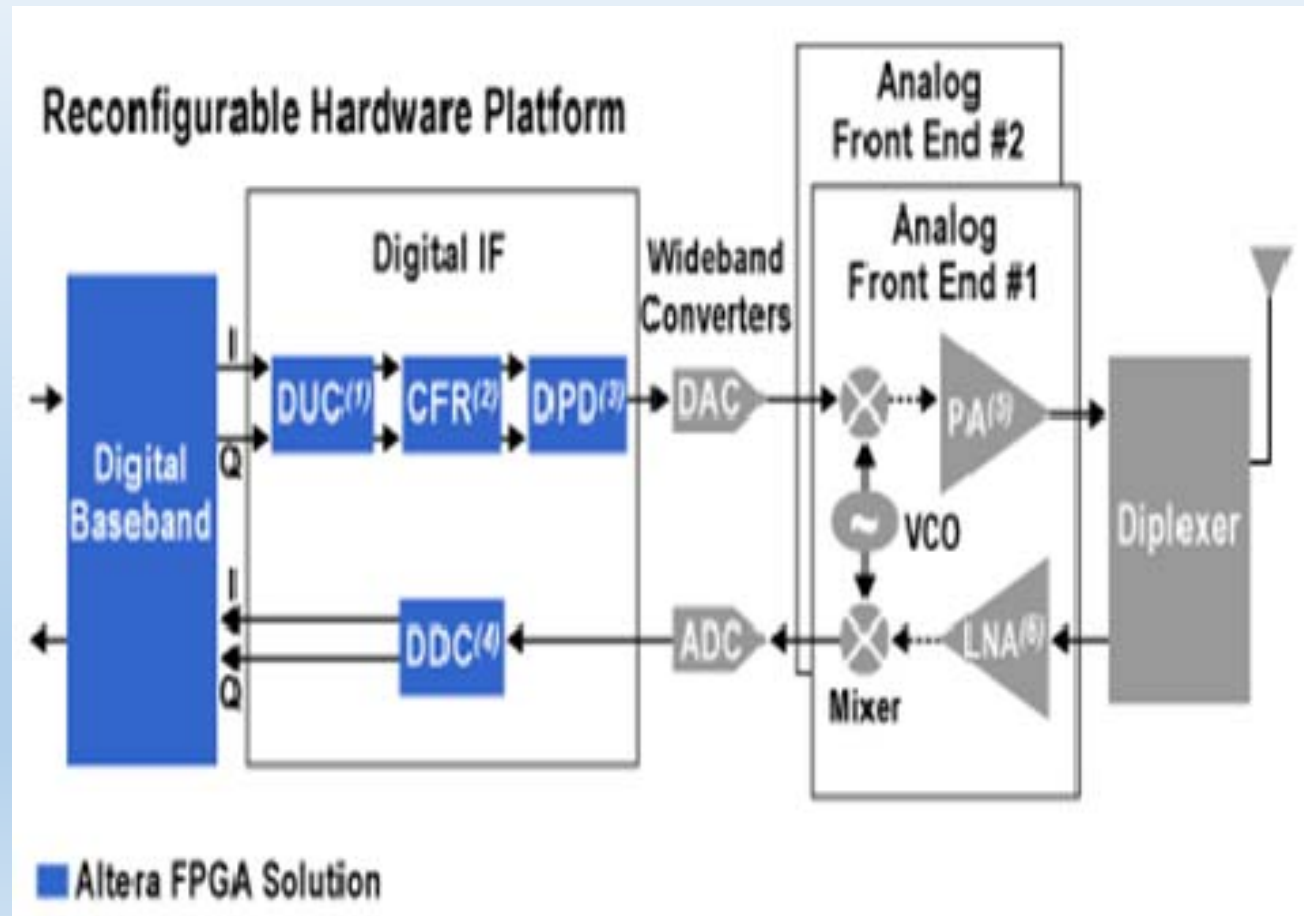 Reconfigurable Hardware Platform
Analog
Front End #2
Analog
Front End #1
Digital IF
Wideband
Converters
I
DUC(1)
CFR(2)
DPD(3)
DAC
PA(5)
Q
Digital
Baseband
VCO
Diplexer
I
DDC(4)
ADC
LNA(6)
Q
Mixer
Altera FPGA Solution